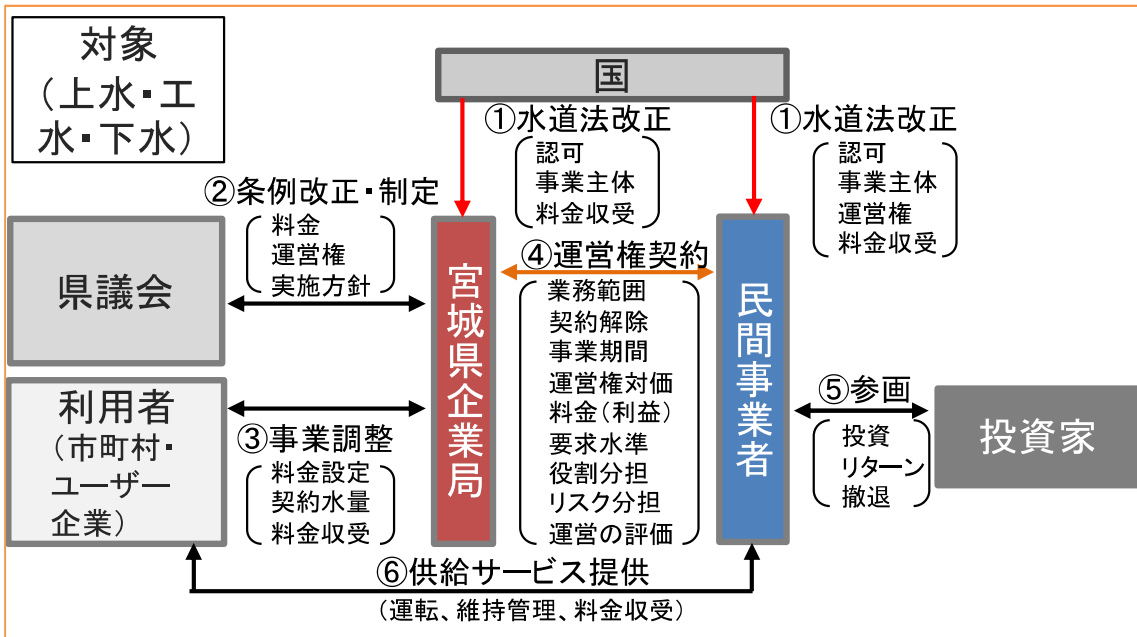 対象
（上水・工
水・下水）
国
①水道法改正
認可
事業主体
料金収受
①水道法改正
認可
事業主体
運営権
料金収受
②条例改正・制定
料金
運営権
実施方針
県議会
宮城県企業局
④運営権契約
業務範囲
契約解除
事業期間
運営権対価
料金（利益）
要求水準
役割分担
リスク分担
運営の評価
民間事業者
⑤参画
投資
リターン
撤退
投資家
利用者
（市町村・
ユーザー
企業）
③事業調整
料金設定
契約水量
料金収受
⑥供給サービス提供
（運転、維持管理、料金収受）